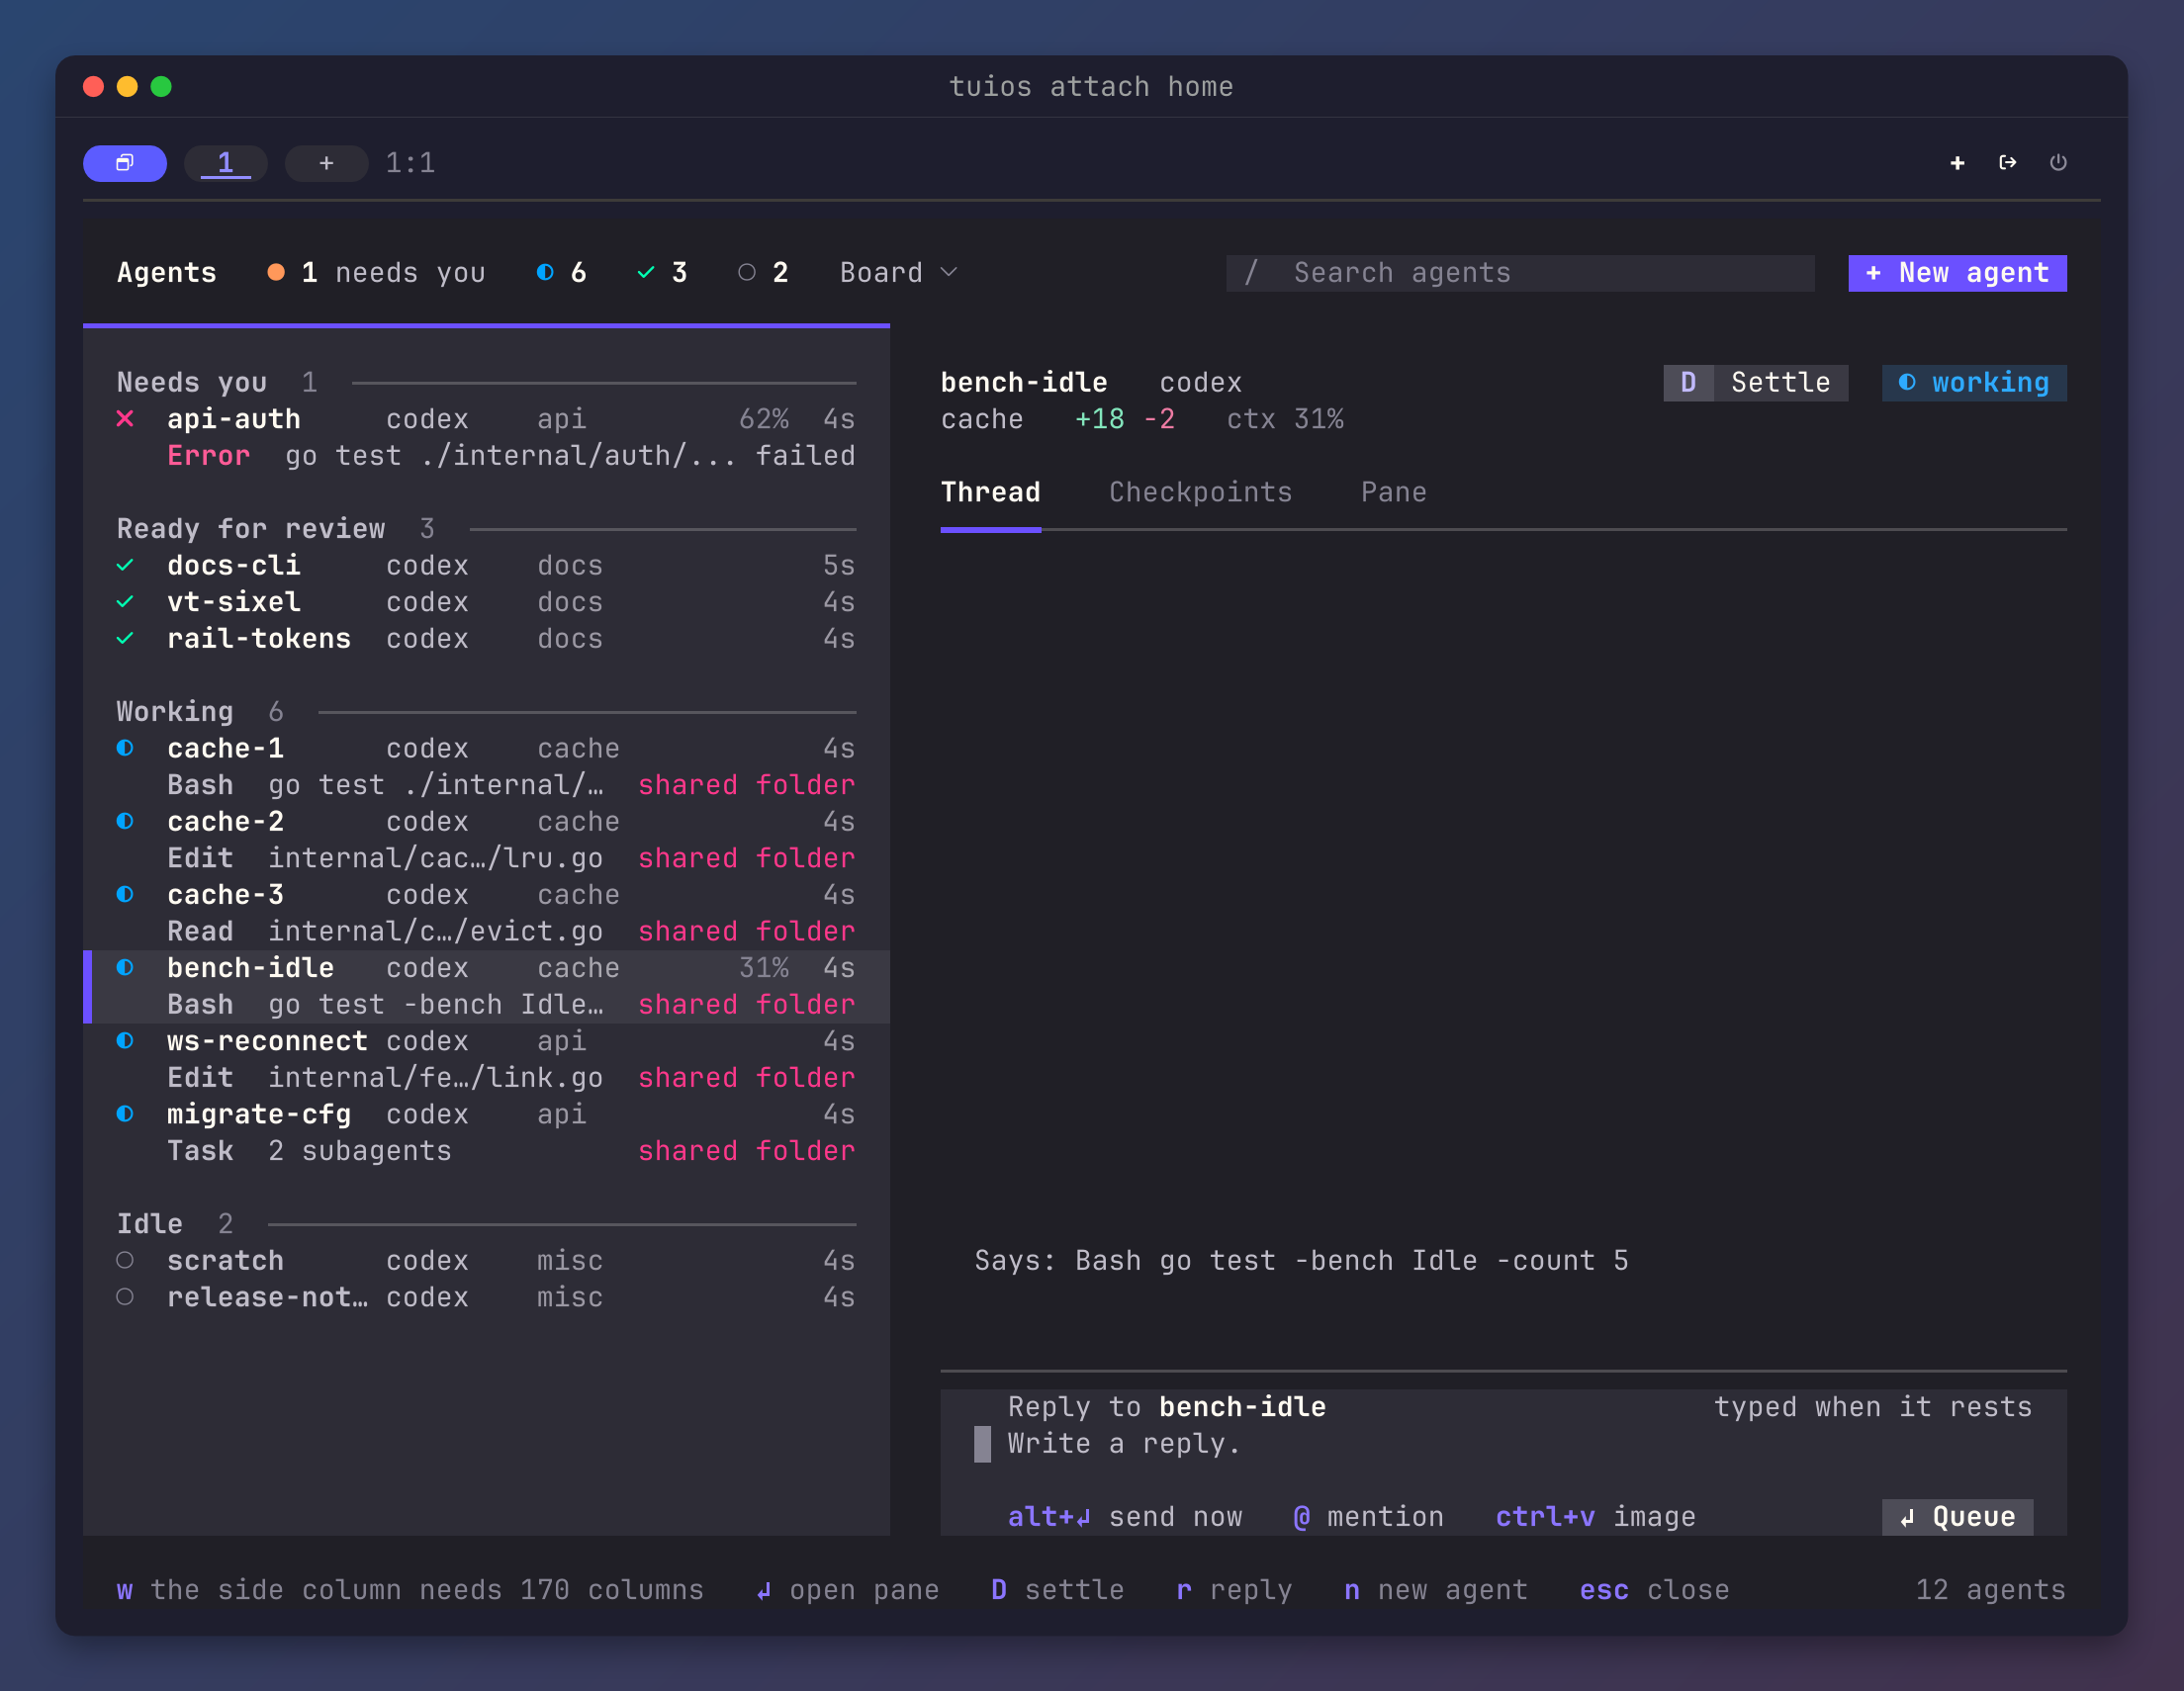 tuios attach home
1 + 1:1
Agents 1 needs you 6 3 2 Board / Search agents + New agent
Needs you 1
api-auth codex api 62% 4s
Error go test ./internal/auth/... failed
Ready for review 3
docs-cli codex docs 5s
vt-sixel codex docs 4s
rail-tokens codex docs 4s
Working 6
cache-1 codex cache 4s
Bash go test ./internal/… shared folder
cache-2 codex cache 4s
Edit internal/cac…/lru.go shared folder
cache-3 codex cache 4s
Read internal/c…/evict.go shared folder
bench-idle codex cache 31% 4s
Bash go test -bench Idle… shared folder
ws-reconnect codex api 4s
Edit internal/fe…/link.go shared folder
migrate-cfg codex api 4s
Task 2 subagents shared folder
Idle 2
scratch codex misc 4s
release-not… codex misc 4s
bench-idle codex D Settle working
cache +18 -2 ctx 31%
Thread Checkpoints Pane
Says: Bash go test -bench Idle -count 5
Reply to bench-idle typed when it rests
Write a reply.
alt+↲ send now @ mention ctrl+v image ↲ Queue
w the side column needs 170 columns ↲ open pane D settle r reply n new agent esc close 12 agents